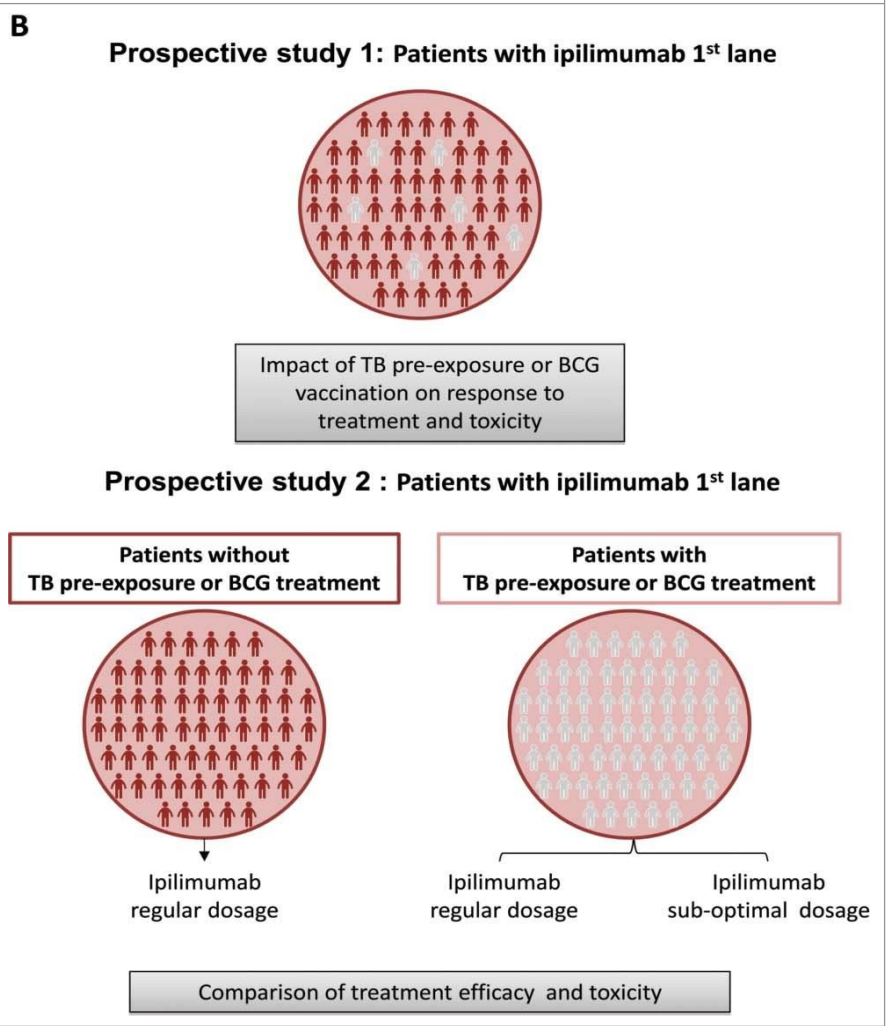 B
Prospective study 1: Patients with ipilimumab 1st lane
Impact of TB pre-exposure or BCG
vaccination on response to
treatment and toxicity
Prospective study 2 : Patients with ipilimumab 1st lane
Patients without
TB pre-exposure or BCG treatment
Patients with
TB pre-exposure or BCG treatment
Ipilimumab
regular dosage
Ipilimumab
regular dosage
Ipilimumab
sub-optimal dosage
Comparison of treatment efficacy and toxicity